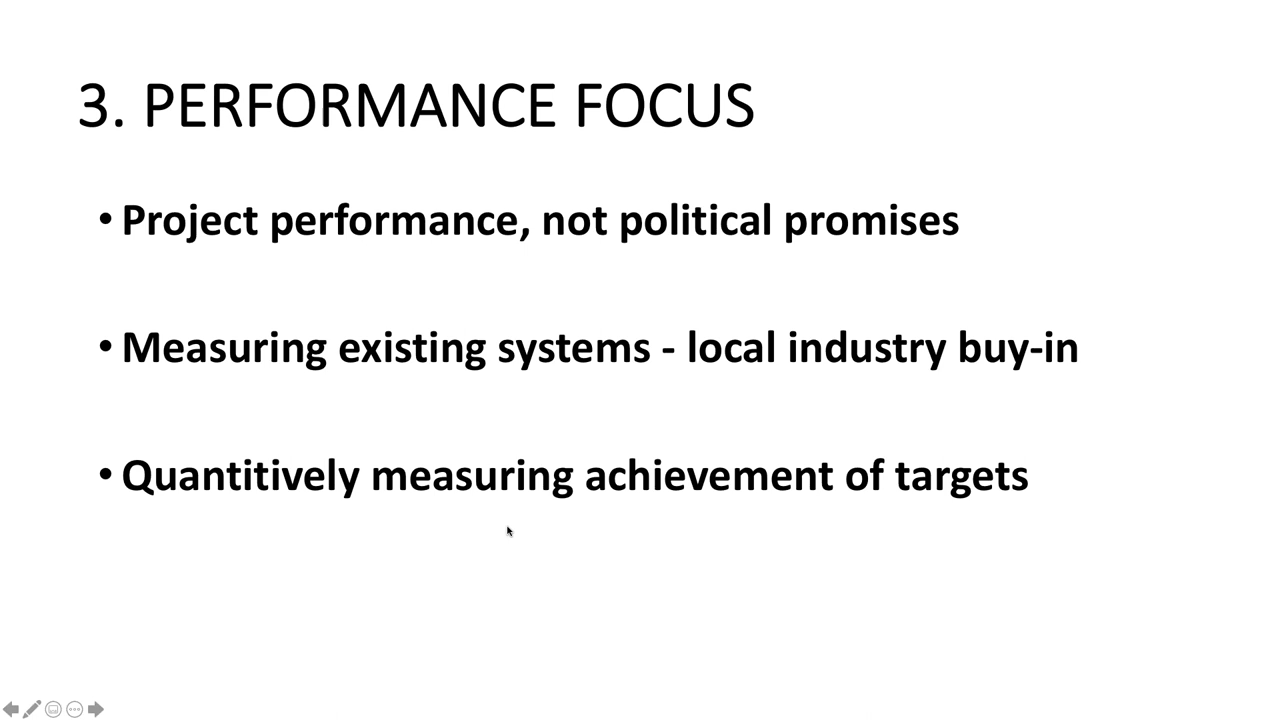 3. PERFORMANCE FOCUS
• Project performance, not political promises
• Measuring existing systems - local industry buy-in
• Quantitively measuring achievement of targets